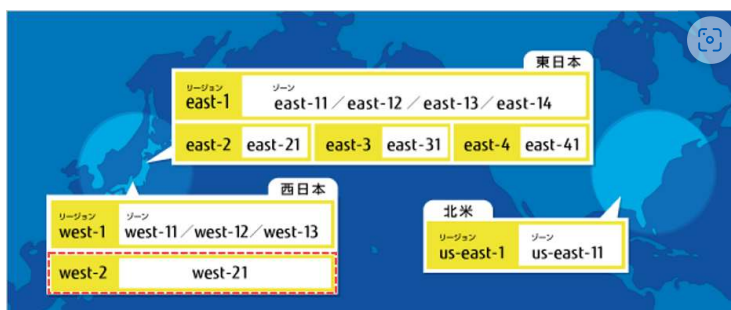 東日本
リージョン ゾーン
east-1 east-11／east-12／east-13／east-14
east-2 east-21 east-3 east-31 east-4 east-41
西日本
リージョン ゾーン
west-1 west-11／west-12／west-13
west-2 west-21
北米
リージョン ゾーン
us-east-1 us-east-11